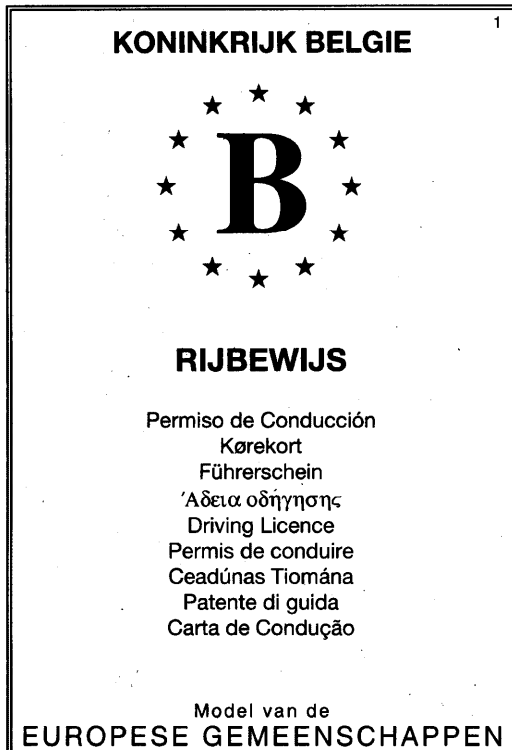 1
KONINKRIJK BELGIE
B
RIJBEWIJS
Permiso de Conducción
Kørekort
Führerschein
Άδεια οδήγησης
Driving Licence
Permis de conduire
Ceadúnas Tiomána
Patente di guida
Carta de Condução
Model van de
EUROPESE GEMEENSCHAPPEN